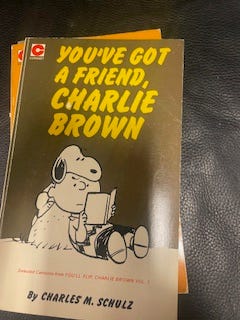 CORONET
YOU'VE GOT
A FRIEND,
CHARLIE
BROWN
Selected Cartoons from YOU'LL FLIP, CHARLIE BROWN VOL. 1
By CHARLES M. SCHULZ